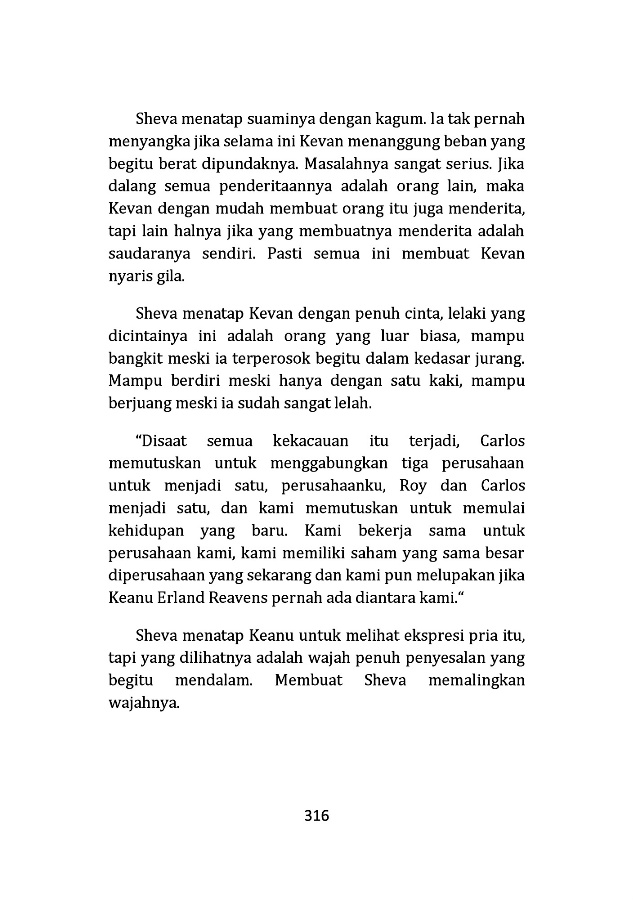 Sheva menatap suaminya dengan kagum. Ia tak pernah
menyangka jika selama ini Kevan menanggung beban yang
begitu berat dipundaknya. Masalahnya sangat serius. Jika
dalang semua penderitaannya adalah orang lain, maka
Kevan dengan mudah membuat orang itu juga menderita,
tapi lain halnya jika yang membuatnya menderita adalah
saudaranya sendiri. Pasti semua ini membuat Kevan
nyaris gila.
Sheva menatap Kevan dengan penuh cinta, lelaki yang
dicintainya ini adalah orang yang luar biasa, mampu
bangkit meski ia terperosok begitu dalam kedasar jurang.
Mampu berdiri meski hanya dengan satu kaki, mampu
berjuang meski ia sudah sangat lelah.
“Disaat semua kekacauan itu terjadi, Carlos
memutuskan untuk menggabungkan tiga perusahaan
untuk menjadi satu, perusahaanku, Roy dan Carlos
menjadi satu, dan kami memutuskan untuk memulai
kehidupan yang baru. Kami bekerja sama untuk
perusahaan kami, kami memiliki saham yang sama besar
diperusahaan yang sekarang dan kami pun melupakan jika
Keanu Erland Reavens pernah ada diantara kami.“
Sheva menatap Keanu untuk melihat ekspresi pria itu,
tapi yang dilihatnya adalah wajah penuh penyesalan yang
begitu mendalam. Membuat Sheva memalingkan
wajahnya.
316